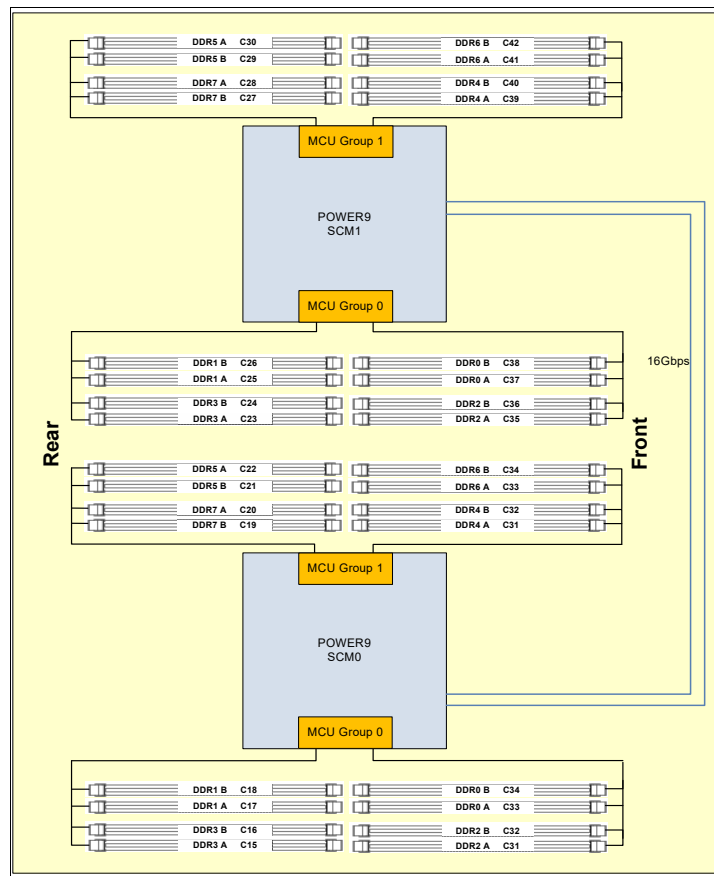 DDR5 A C30 DDR6 B C42
DDR5 B C29 DDR6 A C41
DDR7 A C28 DDR4 B C40
DDR7 B C27 DDR4 A C39
MCU Group 1
POWER9
SCM1
MCU Group 0
DDR1 B C26 DDR0 B C38
16Gbps
DDR1 A C25 DDR0 A C37
DDR3 B C24 DDR2 B C36
DDR3 A C23 DDR2 A C35
Rear
Front
DDR5 A C22 DDR6 B C34
DDR5 B C21 DDR6 A C33
DDR7 A C20 DDR4 B C32
DDR7 B C19 DDR4 A C31
MCU Group 1
POWER9
SCM0
MCU Group 0
DDR1 B C18 DDR0 B C34
DDR1 A C17 DDR0 A C33
DDR3 B C16 DDR2 B C32
DDR3 A C15 DDR2 A C31